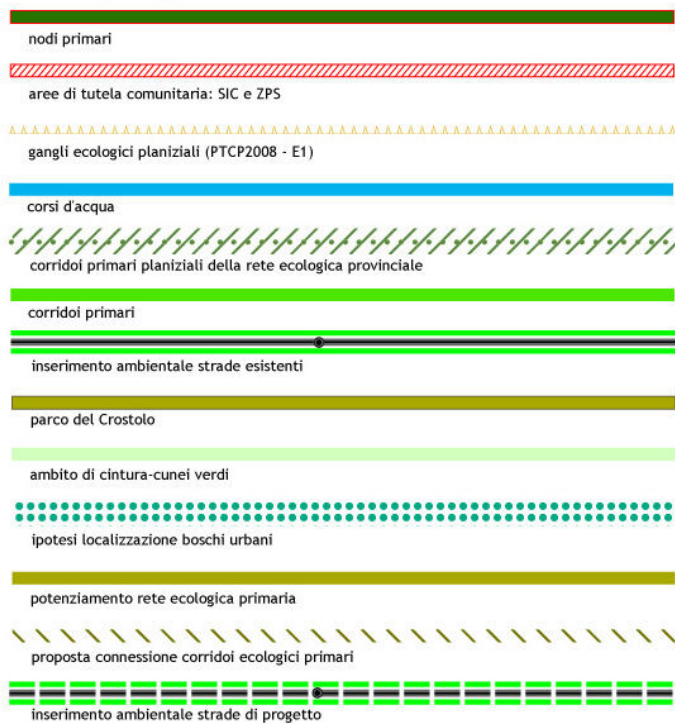 nodi primari
aree di tutela comunitaria: SIC e ZPS
gangli ecologici planiziali (PTCP2008 - E1)
corsi d'acqua
corridoi primari planiziali della rete ecologica provinciale
corridoi primari
inserimento ambientale strade esistenti
parco del Crostolo
ambito di cintura-cunei verdi
ipotesi localizzazione boschi urbani
potenziamento rete ecologica primaria
proposta connessione corridoi ecologici primari
inserimento ambientale strade di progetto